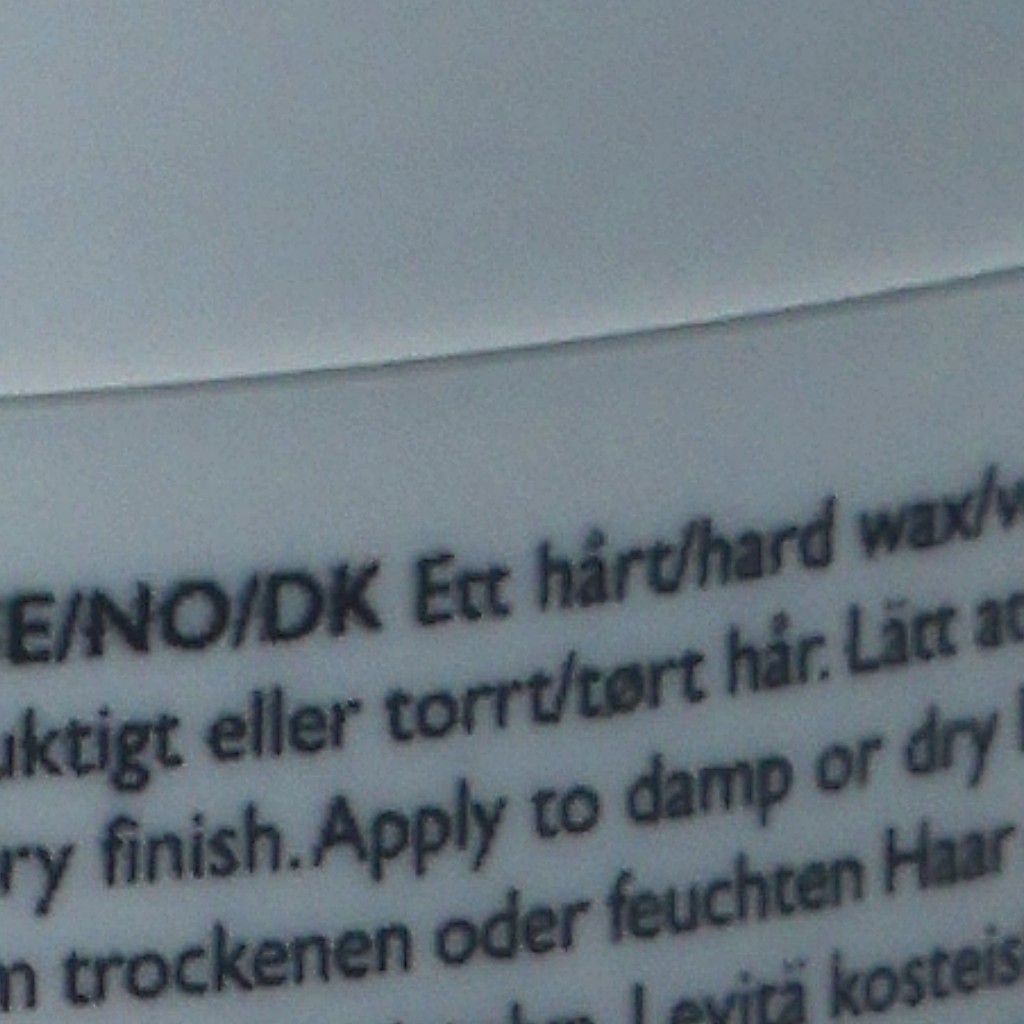 E/NO/DK Ett hårt/hard wax/v
uktigt eller torrt/tørt hår. Lätt at
ry finish. Apply to damp or dry
m trockenen oder feuchten Haar
Levitä kosteis